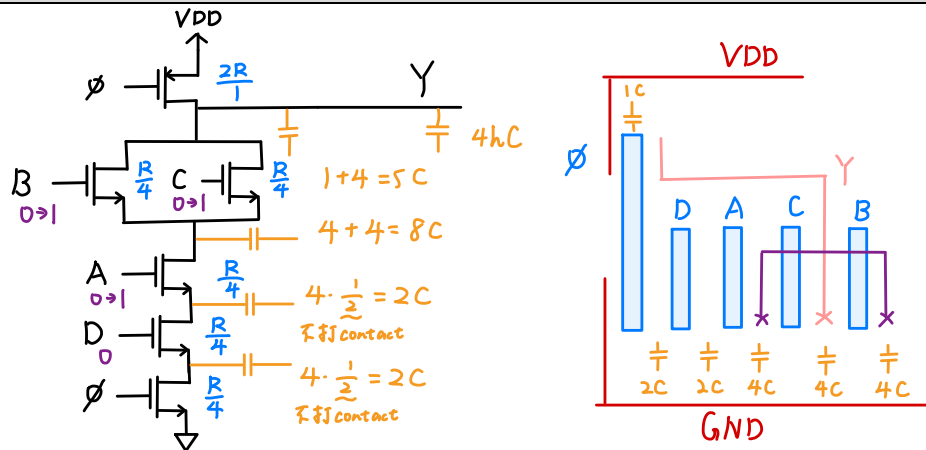 VDD
ϕ
2R/1
Y
4hC
B
0→1
R/4
C
0→1
R/4
1+4=5C
4+4=8C
A
0→1
R/4
4·1/2=2C
不打contact
D
0
R/4
4·1/2=2C
不打contact
ϕ
R/4
VDD
1C
ϕ
Y
D
A
C
B
2C
2C
4C
4C
4C
GND